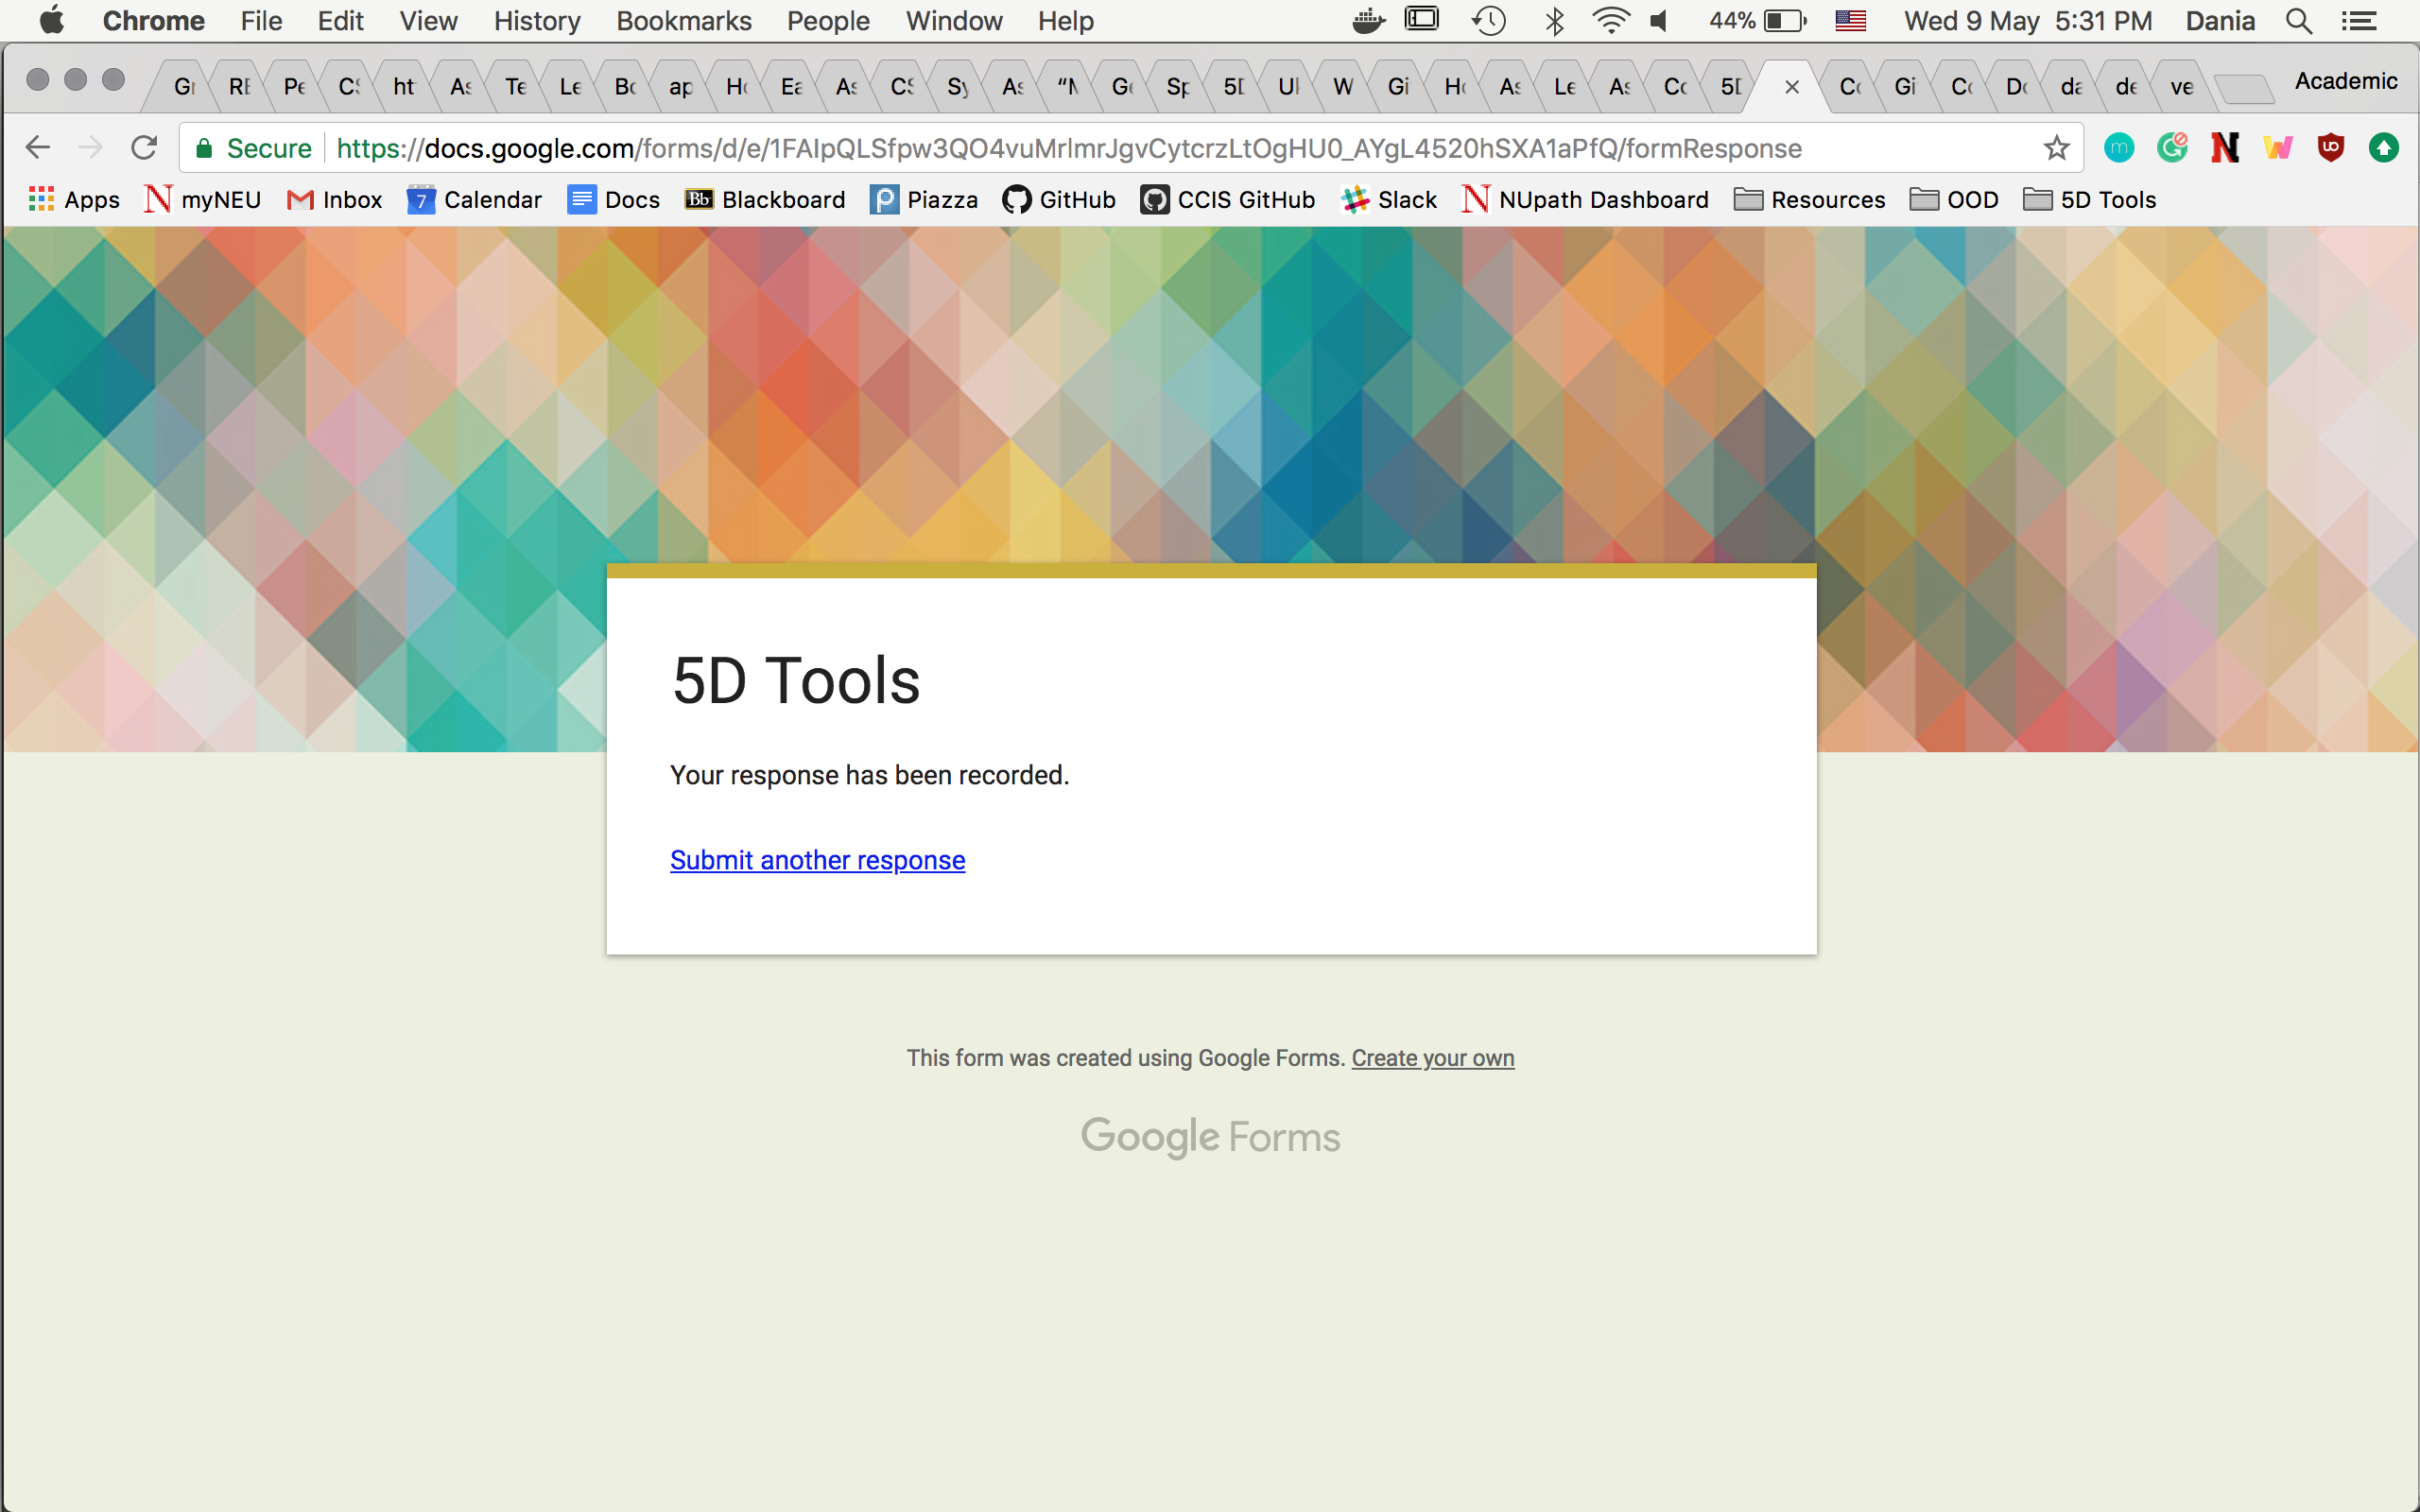 Chrome File Edit View History Bookmarks People Window Help 44% Wed 9 May 5:31 PM Dania
Gr RE Pe CS ht As Te Le Bo ap Ho Ea As CS Sy As “M Go Sp 5D Ul W Gi Ho As Le As Co 5D Co Gi Co Do da de ve Academic
Secure https://docs.google.com/forms/d/e/1FAIpQLSfpw3QO4vuMrlmrJgvCytcrzLtOgHU0_AYgL4520hSXA1aPfQ/formResponse
Apps myNEU Inbox 7 Calendar Docs Bb Blackboard Piazza GitHub CCIS GitHub Slack NUpath Dashboard Resources OOD 5D Tools
5D Tools
Your response has been recorded.
Submit another response
This form was created using Google Forms. Create your own
Google Forms